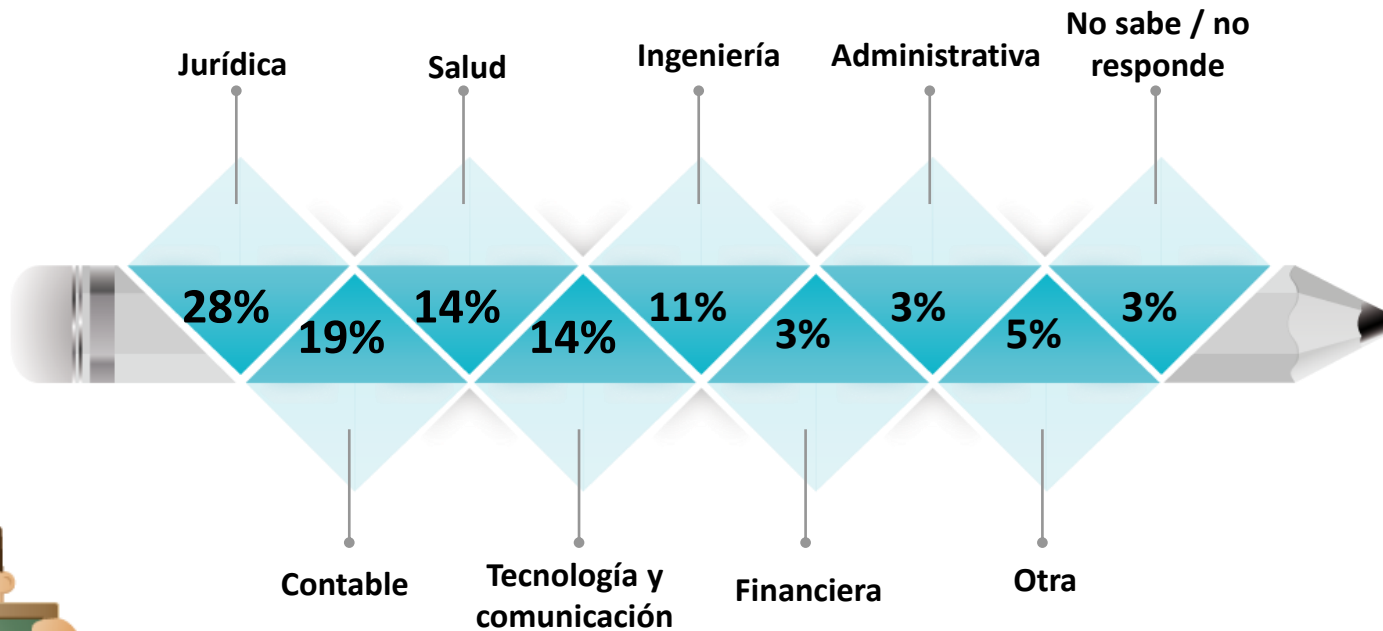 Jurídica
Salud
Ingeniería
Administrativa
No sabe / no
responde
28%
19%
14%
14%
11%
3%
3%
5%
3%
Contable
Tecnología y
comunicación
Financiera
Otra